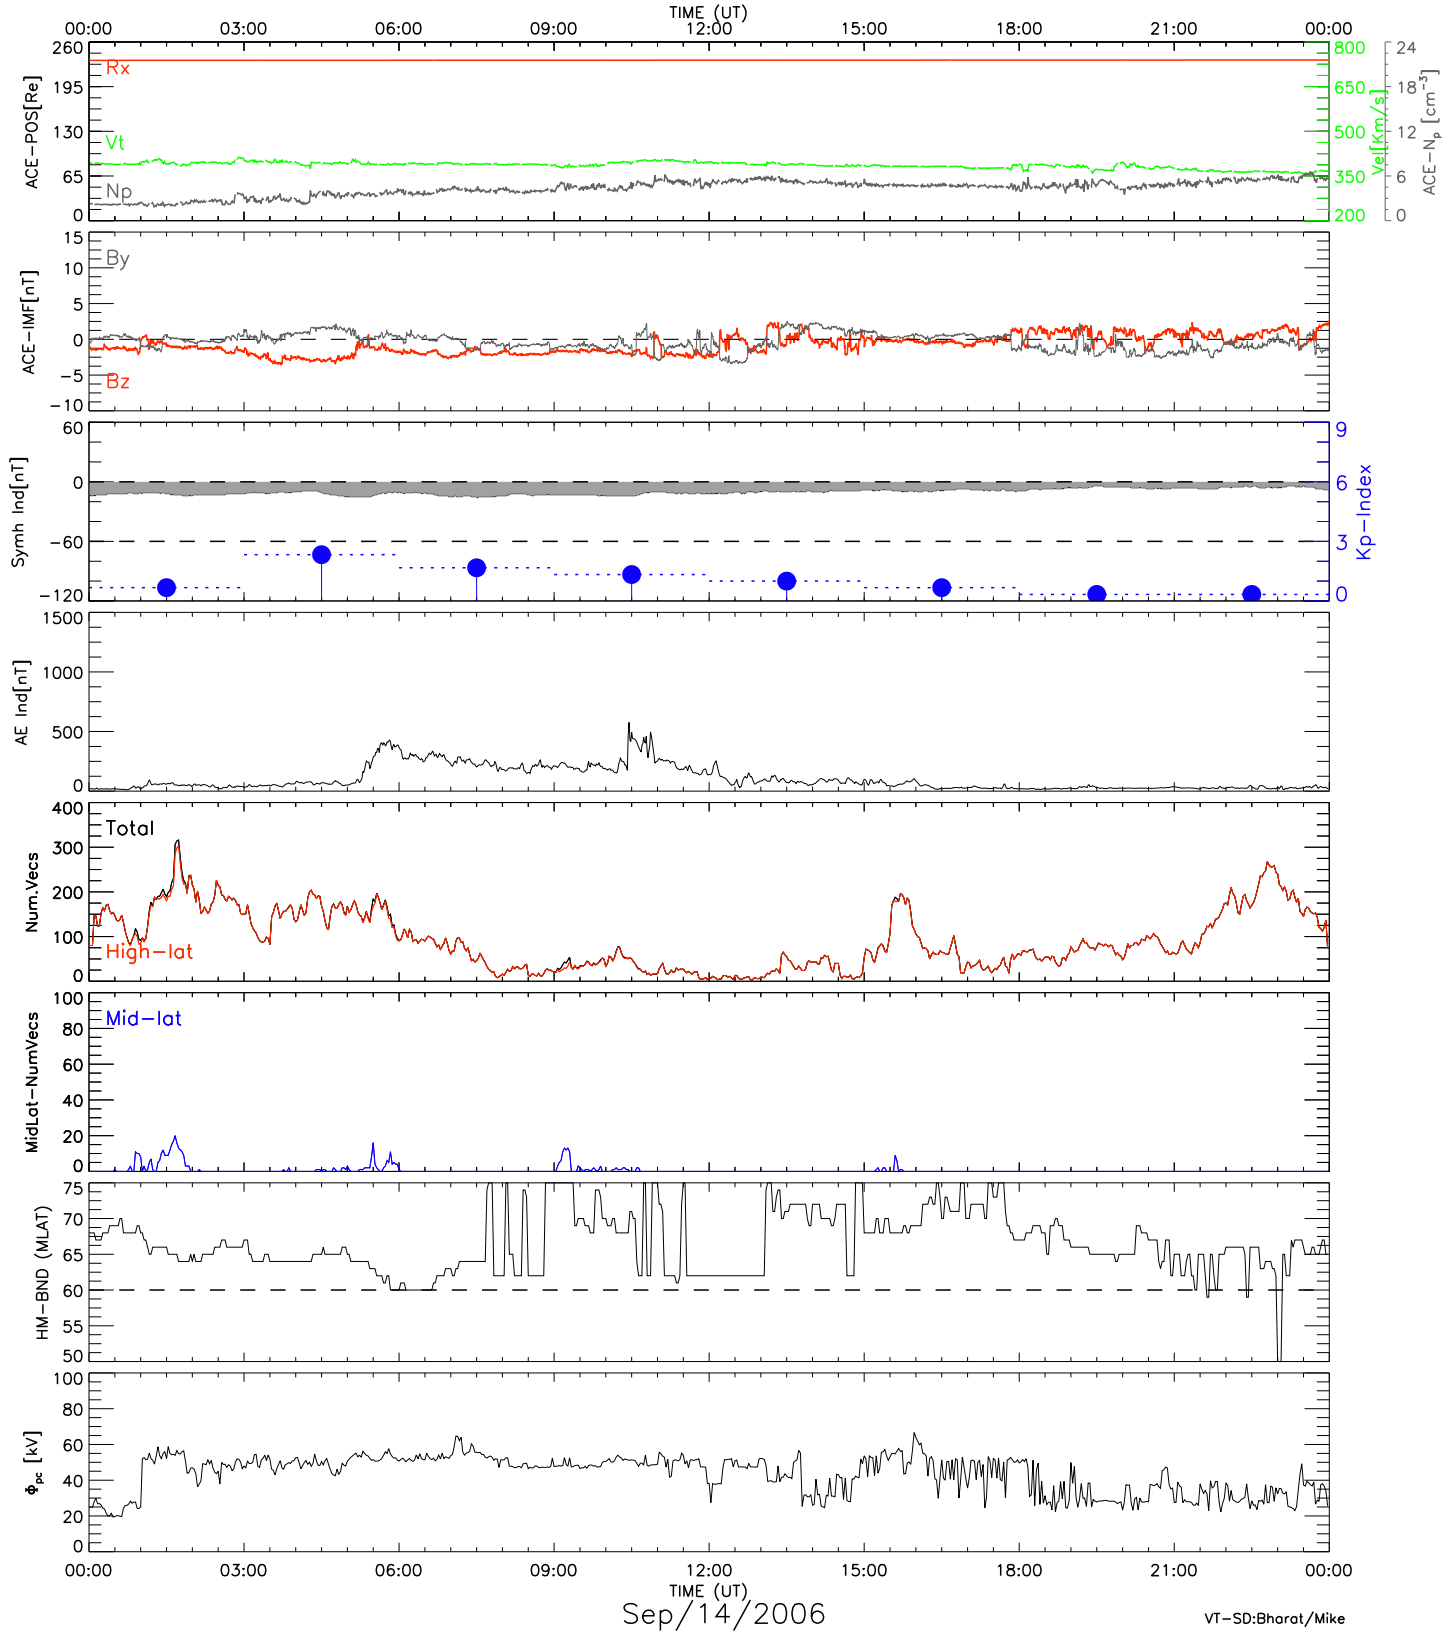 TIME (UT)
00:00 03:00 06:00 09:00 12:00 15:00 18:00 21:00 00:00
260
195
130
65
0
ACE-POS[Re]
Rx
Vt
Np
800
650
500
350
200
Vel[Km/s]
24
18
12
6
0
ACE-Np [cm-3]
15
10
5
0
-5
-10
ACE-IMF[nT]
By
Bz
60
0
-60
-120
Symh Ind[nT]
9
6
3
0
Kp-Index
1500
1000
500
0
AE Ind[nT]
400
300
200
100
0
Num.Vecs
Total
High-lat
100
80
60
40
20
0
MidLat-NumVecs
Mid-lat
75
70
65
60
55
50
HM-BND (MLAT)
100
80
60
40
20
0
Φpc [kV]
00:00 03:00 06:00 09:00 12:00 15:00 18:00 21:00 00:00
TIME (UT)
Sep/14/2006
VT-SD:Bharat/Mike